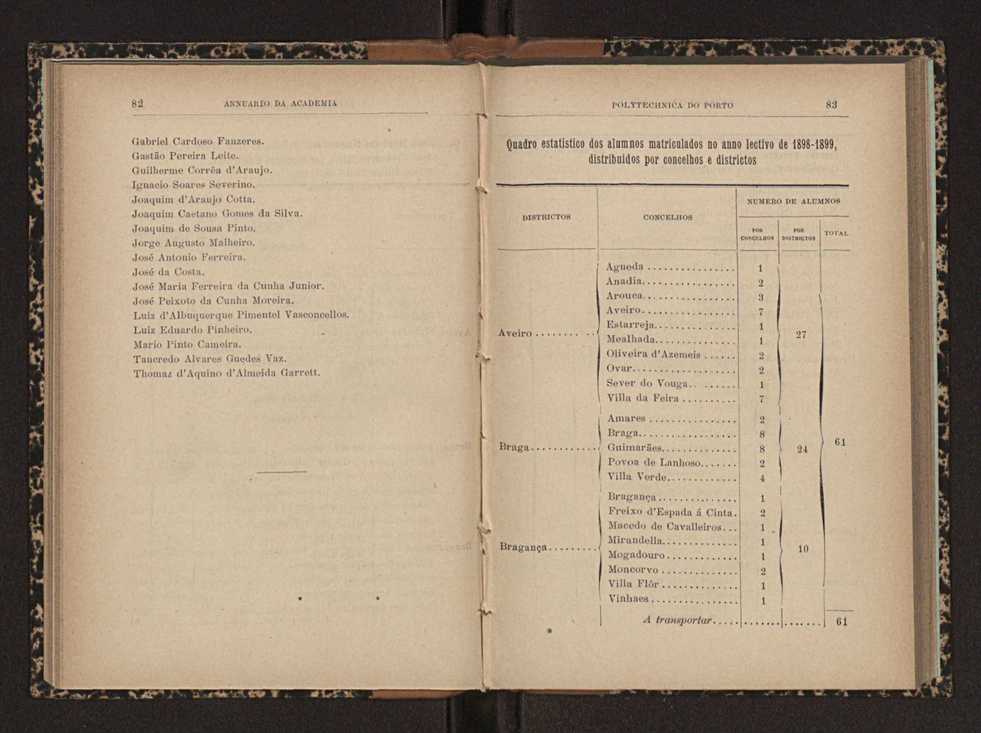 82 ANNUARIO DA ACADEMIA
Gabriel Cardoso Fanzeres.
Gastão Pereira Leite.
Guilherme Corrêa d'Araujo.
Ignacio Soares Severino.
Joaquim d'Araujo Cotta.
Joaquim Caetano Gomes da Silva.
Joaquim de Sousa Pinto.
Jorge Augusto Malheiro.
José Antonio Ferreira.
José da Costa.
José Maria Ferreira da Cunha Junior.
José Peixoto da Cunha Moreira.
Luiz d'Albuquerque Pimentel Vasconcellos.
Luiz Eduardo Pinheiro.
Mario Pinto Cameira.
Tancredo Alvares Guedes Vaz.
Thomaz d'Aquino d'Almeida Garrett.
POLYTECHNICA DO PORTO 83
Quadro estatistico dos alumnos matriculados no anno lectivo de 1898-1899,
distribuidos por concelhos e districtos
DISTRICTOS CONCELHOS NUMERO DE ALUMNOS
POR CONCELHOS POR DISTRICTOS TOTAL
Agueda ............... 1
Anadia................ 2
Arouca................ 3
Aveiro................ 7
Estarreja.............. 1
Aveiro ......... Mealhada.............. 1 27
Oliveira d'Azemeis ...... 2
Ovar.................. 2
Sever do Vouga......... 1
Villa da Feira .......... 7
Amares ............... 2
Braga................. 8
Braga........... Guimarães............. 8 24 61
Povoa de Lanhoso....... 2
Villa Verde............ 4
Bragança.............. 1
Freixo d'Espada á Cinta. 2
Macedo de Cavalleiros... 1
Mirandella............. 1
Bragança........ Mogadouro ............ 1 10
Moncorvo ............. 2
Villa Flôr ............. 1
Vinhaes ............... 1
A transportar..... ....... ....... 61